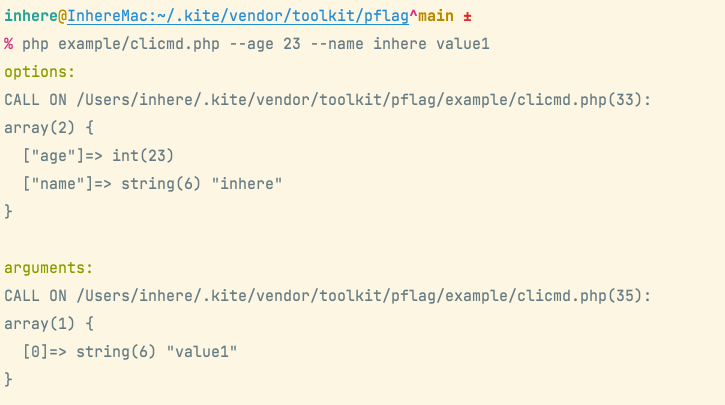 inhere@InhereMac:~/.kite/vendor/toolkit/pflag^main ±
% php example/clicmd.php --age 23 --name inhere value1
options:
CALL ON /Users/inhere/.kite/vendor/toolkit/pflag/example/clicmd.php(33):
array(2) {
  ["age"]=> int(23)
  ["name"]=> string(6) "inhere"
}

arguments:
CALL ON /Users/inhere/.kite/vendor/toolkit/pflag/example/clicmd.php(35):
array(1) {
  [0]=> string(6) "value1"
}